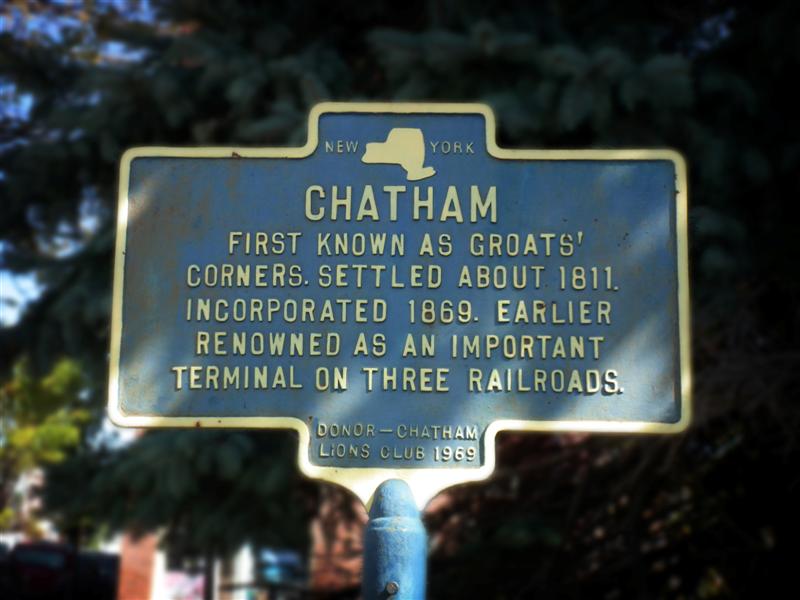 NEW YORK
CHATHAM
FIRST KNOWN AS GROATS'
CORNERS. SETTLED ABOUT 1811.
INCORPORATED 1869. EARLIER
RENOWNED AS AN IMPORTANT
TERMINAL ON THREE RAILROADS.
DONOR—CHATHAM
LIONS CLUB 1969